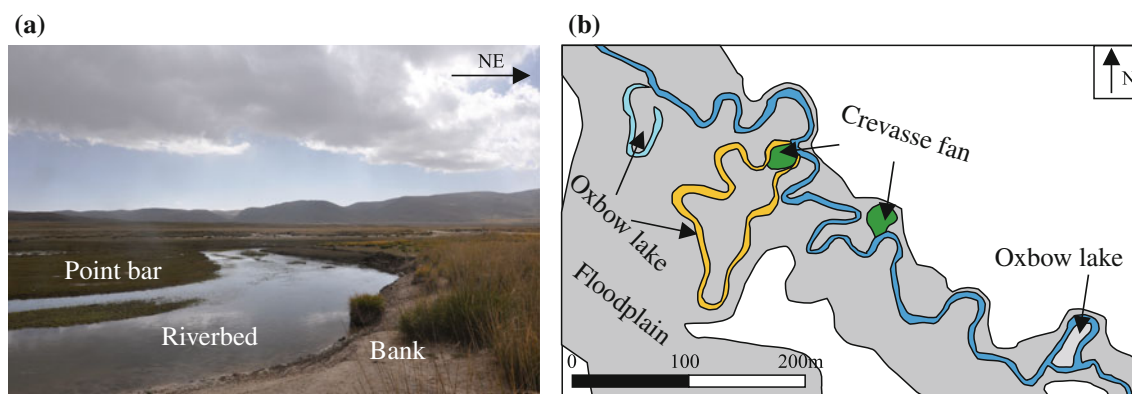 (a)
NE
Point bar
Riverbed
Bank
(b)
N
Crevasse fan
Oxbow lake
Floodplain
Oxbow lake
0
100
200m